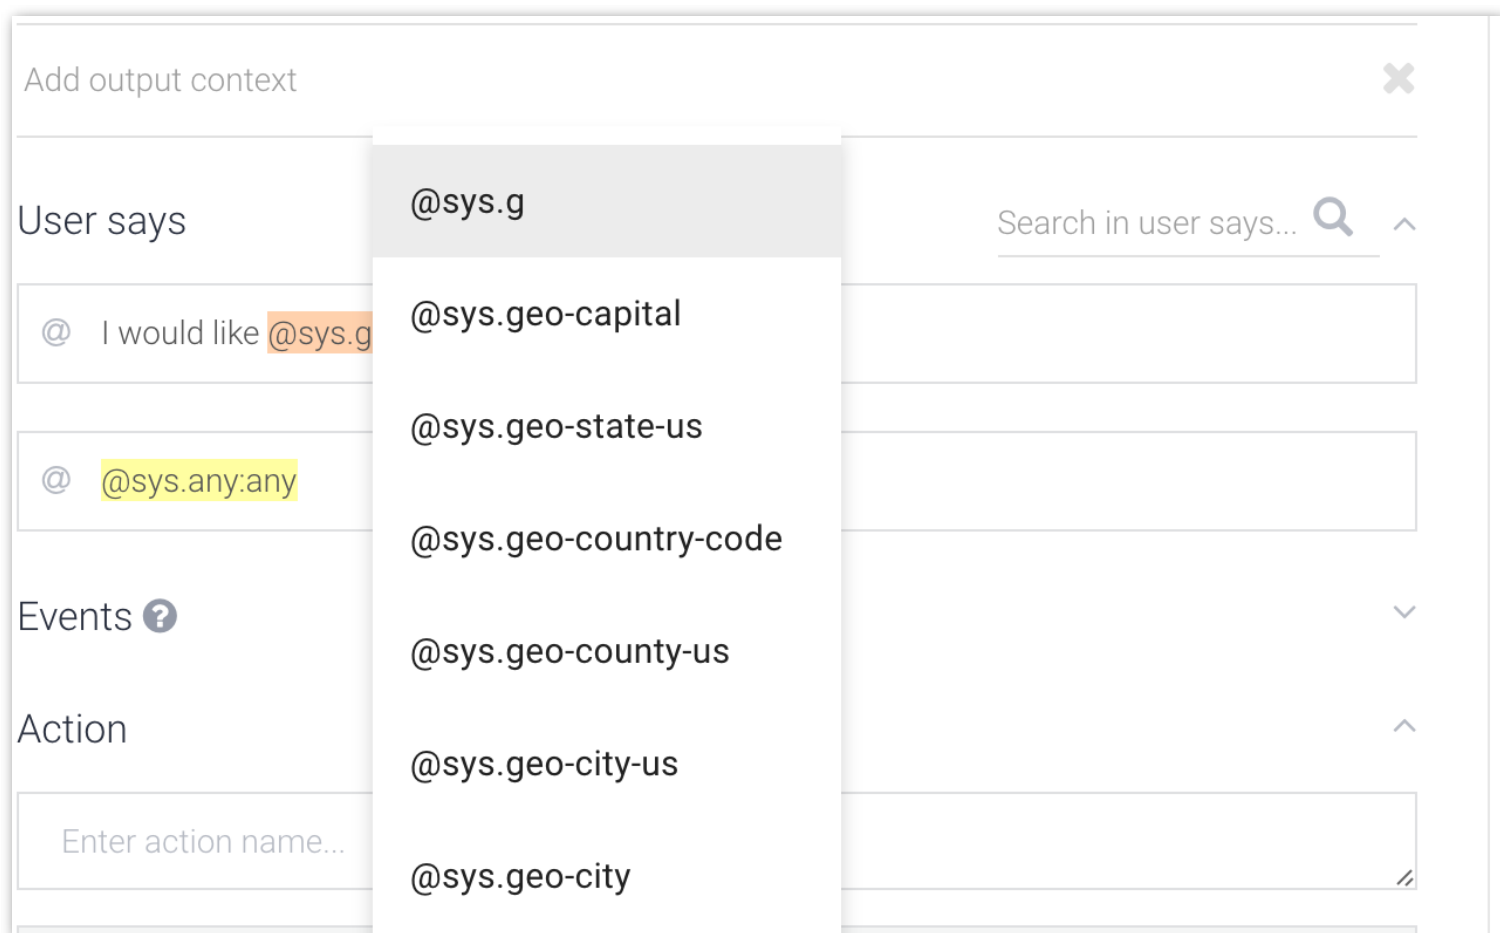 Add output context
User says
Search in user says...
@ I would like @sys.g
@ @sys.any:any
Events ?
Action
Enter action name...
@sys.g
@sys.geo-capital
@sys.geo-state-us
@sys.geo-country-code
@sys.geo-county-us
@sys.geo-city-us
@sys.geo-city